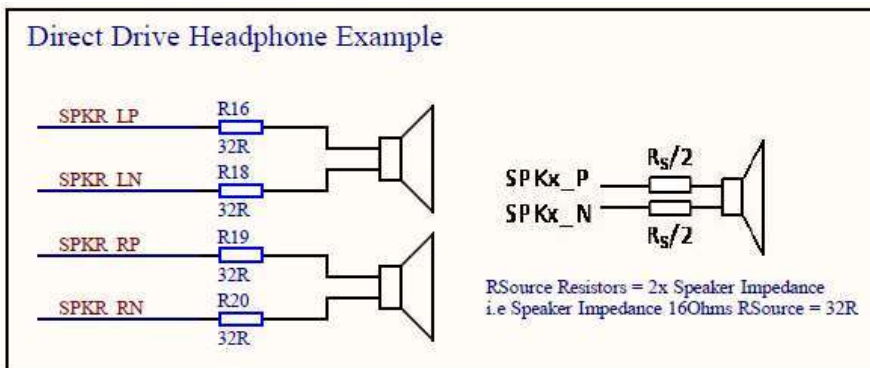 Direct Drive Headphone Example
SPKR LP
R16
32R
SPKR LN
R18
32R
SPKR RP
R19
32R
SPKR RN
R20
32R
SPKx_P
Rs/2
SPKx_N
Rs/2
RSource Resistors = 2x Speaker Impedance
i.e Speaker Impedance 16Ohms RSource = 32R